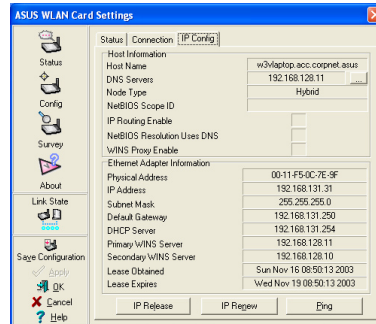 ASUS WLAN Card Settings
Status
Config
Survey
About
Link State
Save Configuration
Apply
OK
Cancel
Help
Status Connection IP Config
Host Information
Host Name w3vlaptop.acc.corpnet.asus
DNS Servers 192.168.128.11 ...
Node Type Hybrid
NetBIOS Scope ID
IP Routing Enable
NetBIOS Resolution Uses DNS
WINS Proxy Enable
Ethernet Adapter Information
Physical Address 00-11-F5-0C-7E-9F
IP Address 192.168.131.31
Subnet Mask 255.255.255.0
Default Gateway 192.168.131.250
DHCP Server 192.168.131.254
Primary WINS Server 192.168.128.11
Secondary WINS Server 192.168.128.10
Lease Obtained Sun Nov 16 08:50:13 2003
Lease Expires Wed Nov 19 08:50:13 2003
IP Release IP Renew Ping